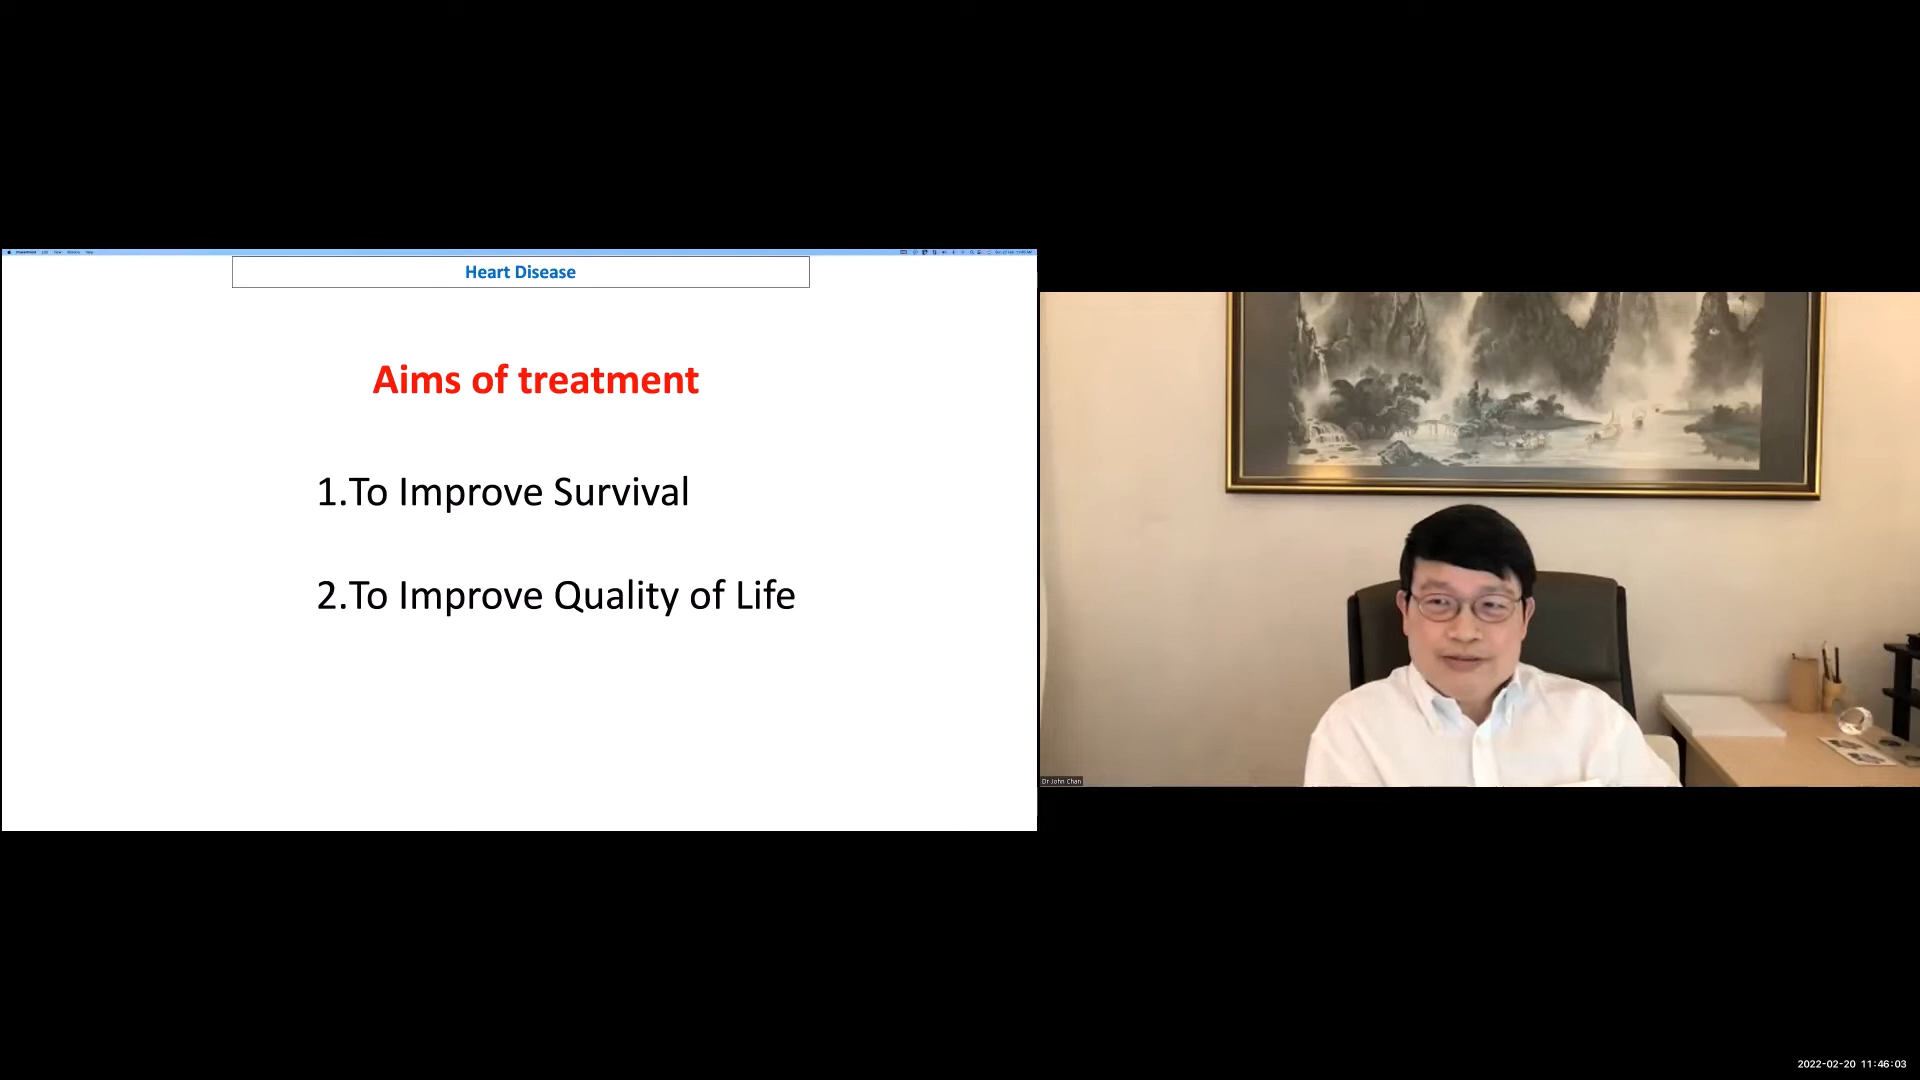 Heart Disease
Aims of treatment
1.To Improve Survival
2.To Improve Quality of Life
Dr John Chan
2022-02-20 11:46:03